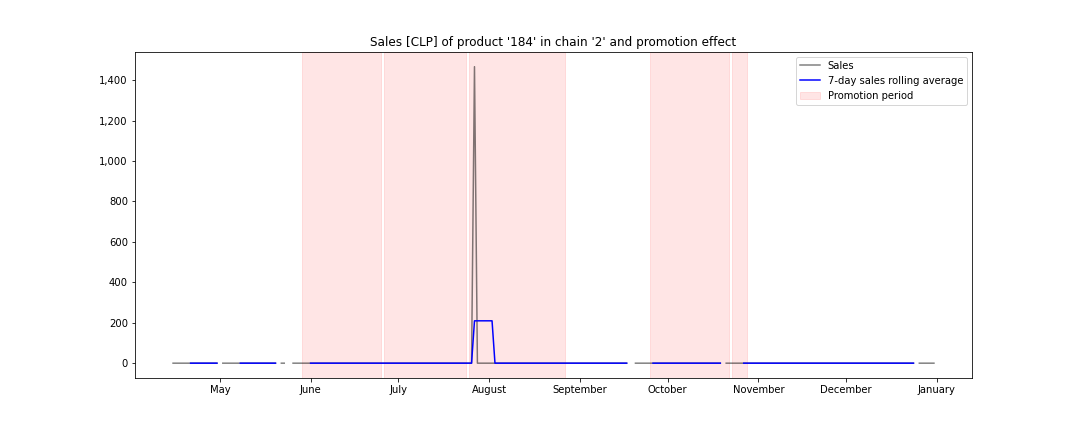 Sales [CLP] of product '184' in chain '2' and promotion effect
Sales
7-day sales rolling average
Promotion period
1,400
1,200
1,000
800
600
400
200
0
May June July August September October November December January